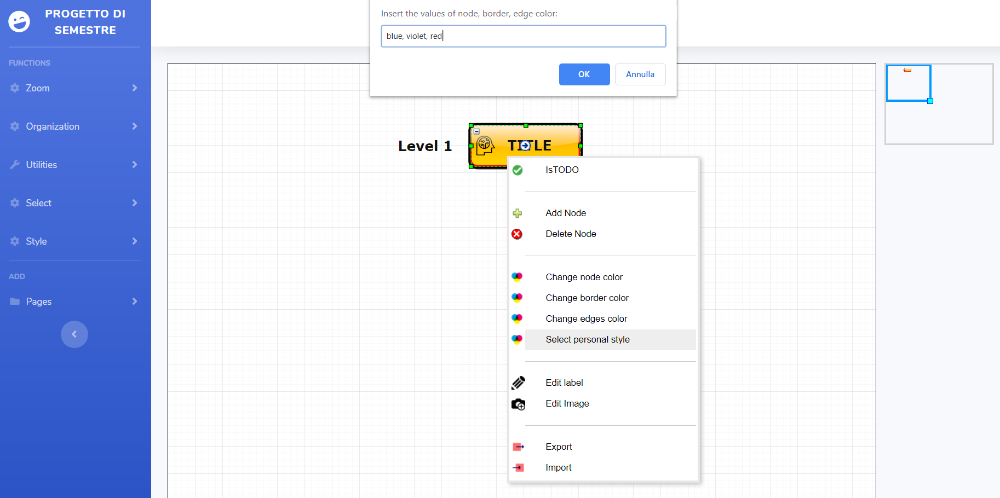 PROGETTO DI
SEMESTRE
FUNCTIONS
Zoom
Organization
Utilities
Select
Style
ADD
Pages
Insert the values of node, border, edge color:
blue, violet, red
OK
Annulla
Level 1
TITLE
IsTODO
Add Node
Delete Node
Change node color
Change border color
Change edges color
Select personal style
Edit label
Edit Image
Export
Import